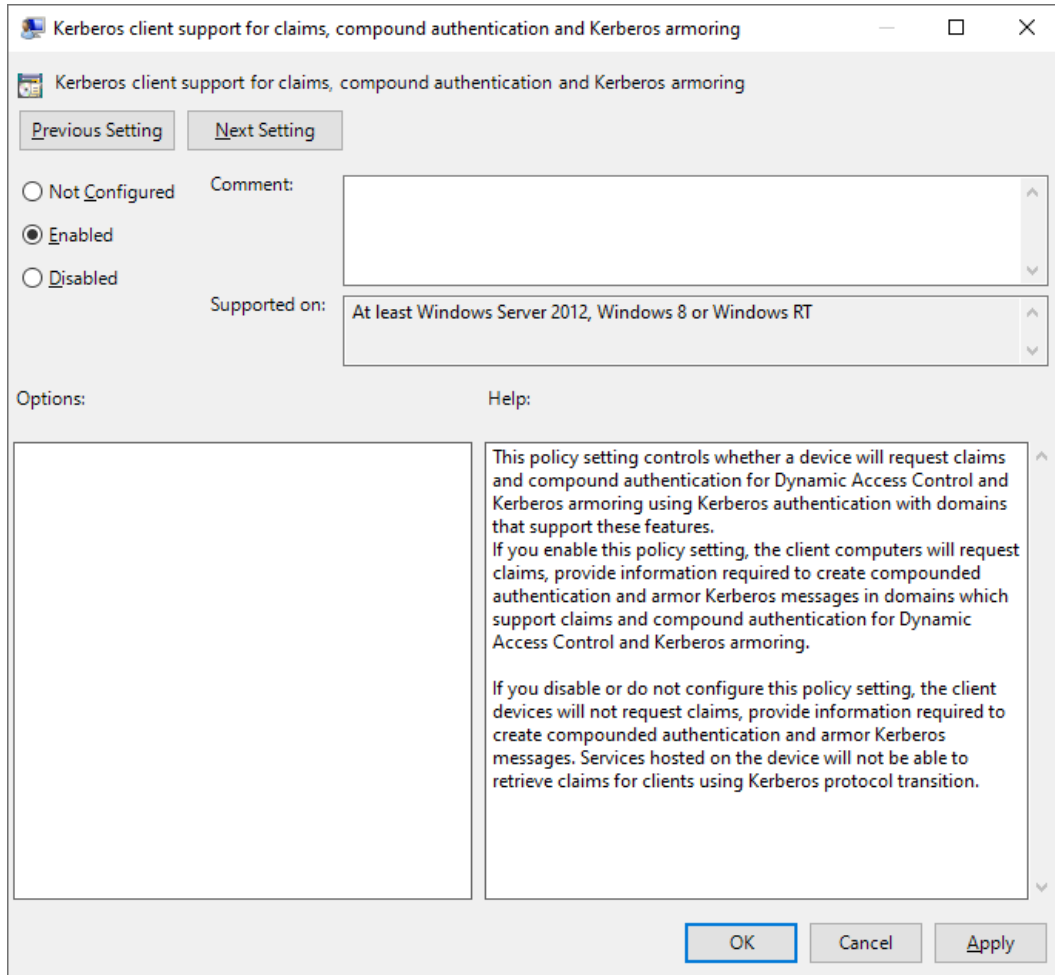 Kerberos client support for claims, compound authentication and Kerberos armoring
Kerberos client support for claims, compound authentication and Kerberos armoring
Previous Setting
Next Setting
Not Configured
Comment:
Enabled
Disabled
Supported on:
At least Windows Server 2012, Windows 8 or Windows RT
Options:
Help:
This policy setting controls whether a device will request claims
and compound authentication for Dynamic Access Control and
Kerberos armoring using Kerberos authentication with domains
that support these features.
If you enable this policy setting, the client computers will request
claims, provide information required to create compounded
authentication and armor Kerberos messages in domains which
support claims and compound authentication for Dynamic
Access Control and Kerberos armoring.
If you disable or do not configure this policy setting, the client
devices will not request claims, provide information required to
create compounded authentication and armor Kerberos
messages. Services hosted on the device will not be able to
retrieve claims for clients using Kerberos protocol transition.
OK
Cancel
Apply